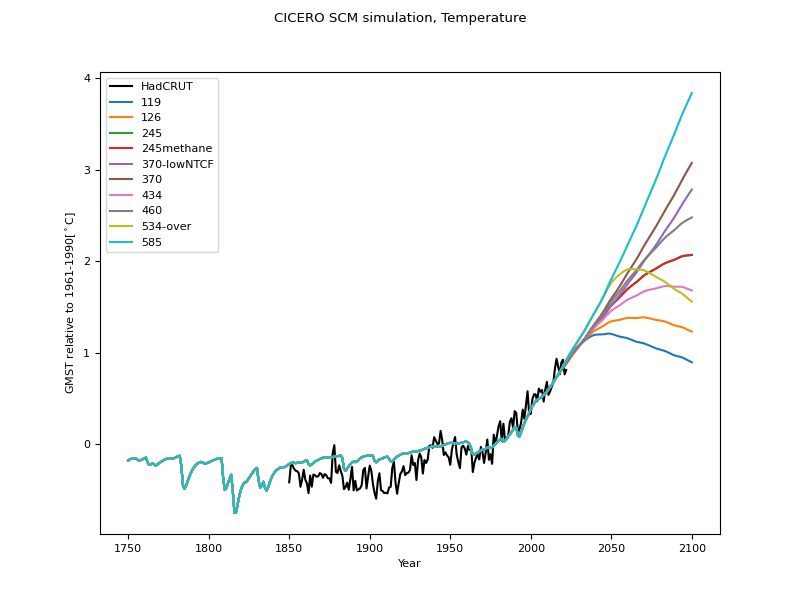 CICERO SCM simulation, Temperature
GMST relative to 1961-1990[°C]
4
3
2
1
0
HadCRUT
119
126
245
245methane
370-lowNTCF
370
434
460
534-over
585
1750
1800
1850
1900
1950
2000
2050
2100
Year